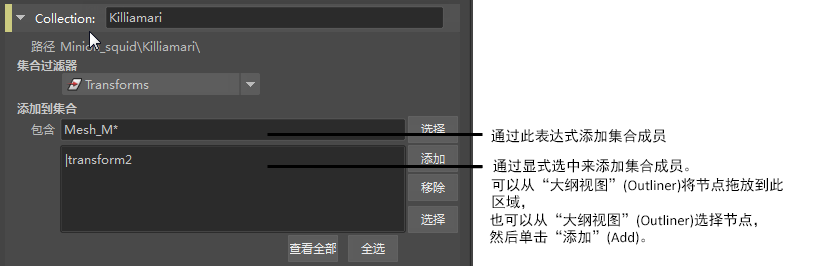 Collection: Killiamari
路径 Minion_squid\Killiamari\
集合过滤器
Transforms
添加到集合
包含 Mesh_M* 选择
通过此表达式添加集合成员
|transform2 添加
通过显式选中来添加集合成员。
移除
可以从“大纲视图”(Outliner)将节点拖放到此
区域，
选择
也可以从“大纲视图”(Outliner)选择节点，
然后单击“添加”(Add)。
查看全部 全选